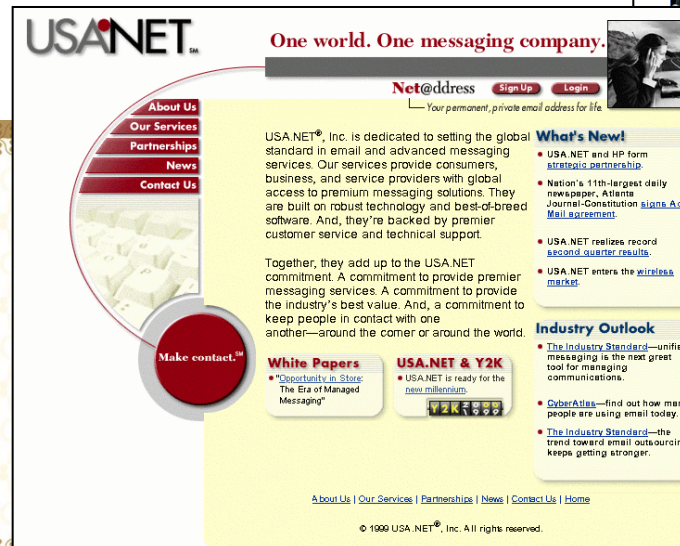 USA.NET SM
One world. One messaging company.
Net@ddress Sign Up Login
Your permanent, private email address for life.
About Us
Our Services
Partnerships
News
Contact Us
Make contact.SM
USA.NET®, Inc. is dedicated to setting the global
standard in email and advanced messaging
services. Our services provide consumers,
business, and service providers with global
access to premium messaging solutions. They
are built on robust technology and best-of-breed
software. And, they're backed by premier
customer service and technical support.
Together, they add up to the USA.NET
commitment. A commitment to provide premier
messaging services. A commitment to provide
the industry's best value. And, a commitment to
keep people in contact with one
another—around the corner or around the world.
White Papers
"Opportunity in Store:
The Era of Managed
Messaging"
USA.NET & Y2K
USA.NET is ready for the
new millennium.
Y2K 1999
What's New!
USA.NET and HP form
strategic partnership.
Nation's 11th-largest daily
newspaper, Atlanta
Journal-Constitution signs
Mail agreement.
USA.NET realizes record
second quarter results.
USA.NET enters the wireless
market.
Industry Outlook
The Industry Standard—unifie
messaging is the next great
tool for managing
communications.
CyberAtlas—find out how man
people are using email today.
The Industry Standard—the
trend toward email outsourcin
keeps getting stronger.
About Us | Our Services | Partnerships | News | Contact Us | Home
© 1999 USA.NET®, Inc. All rights reserved.